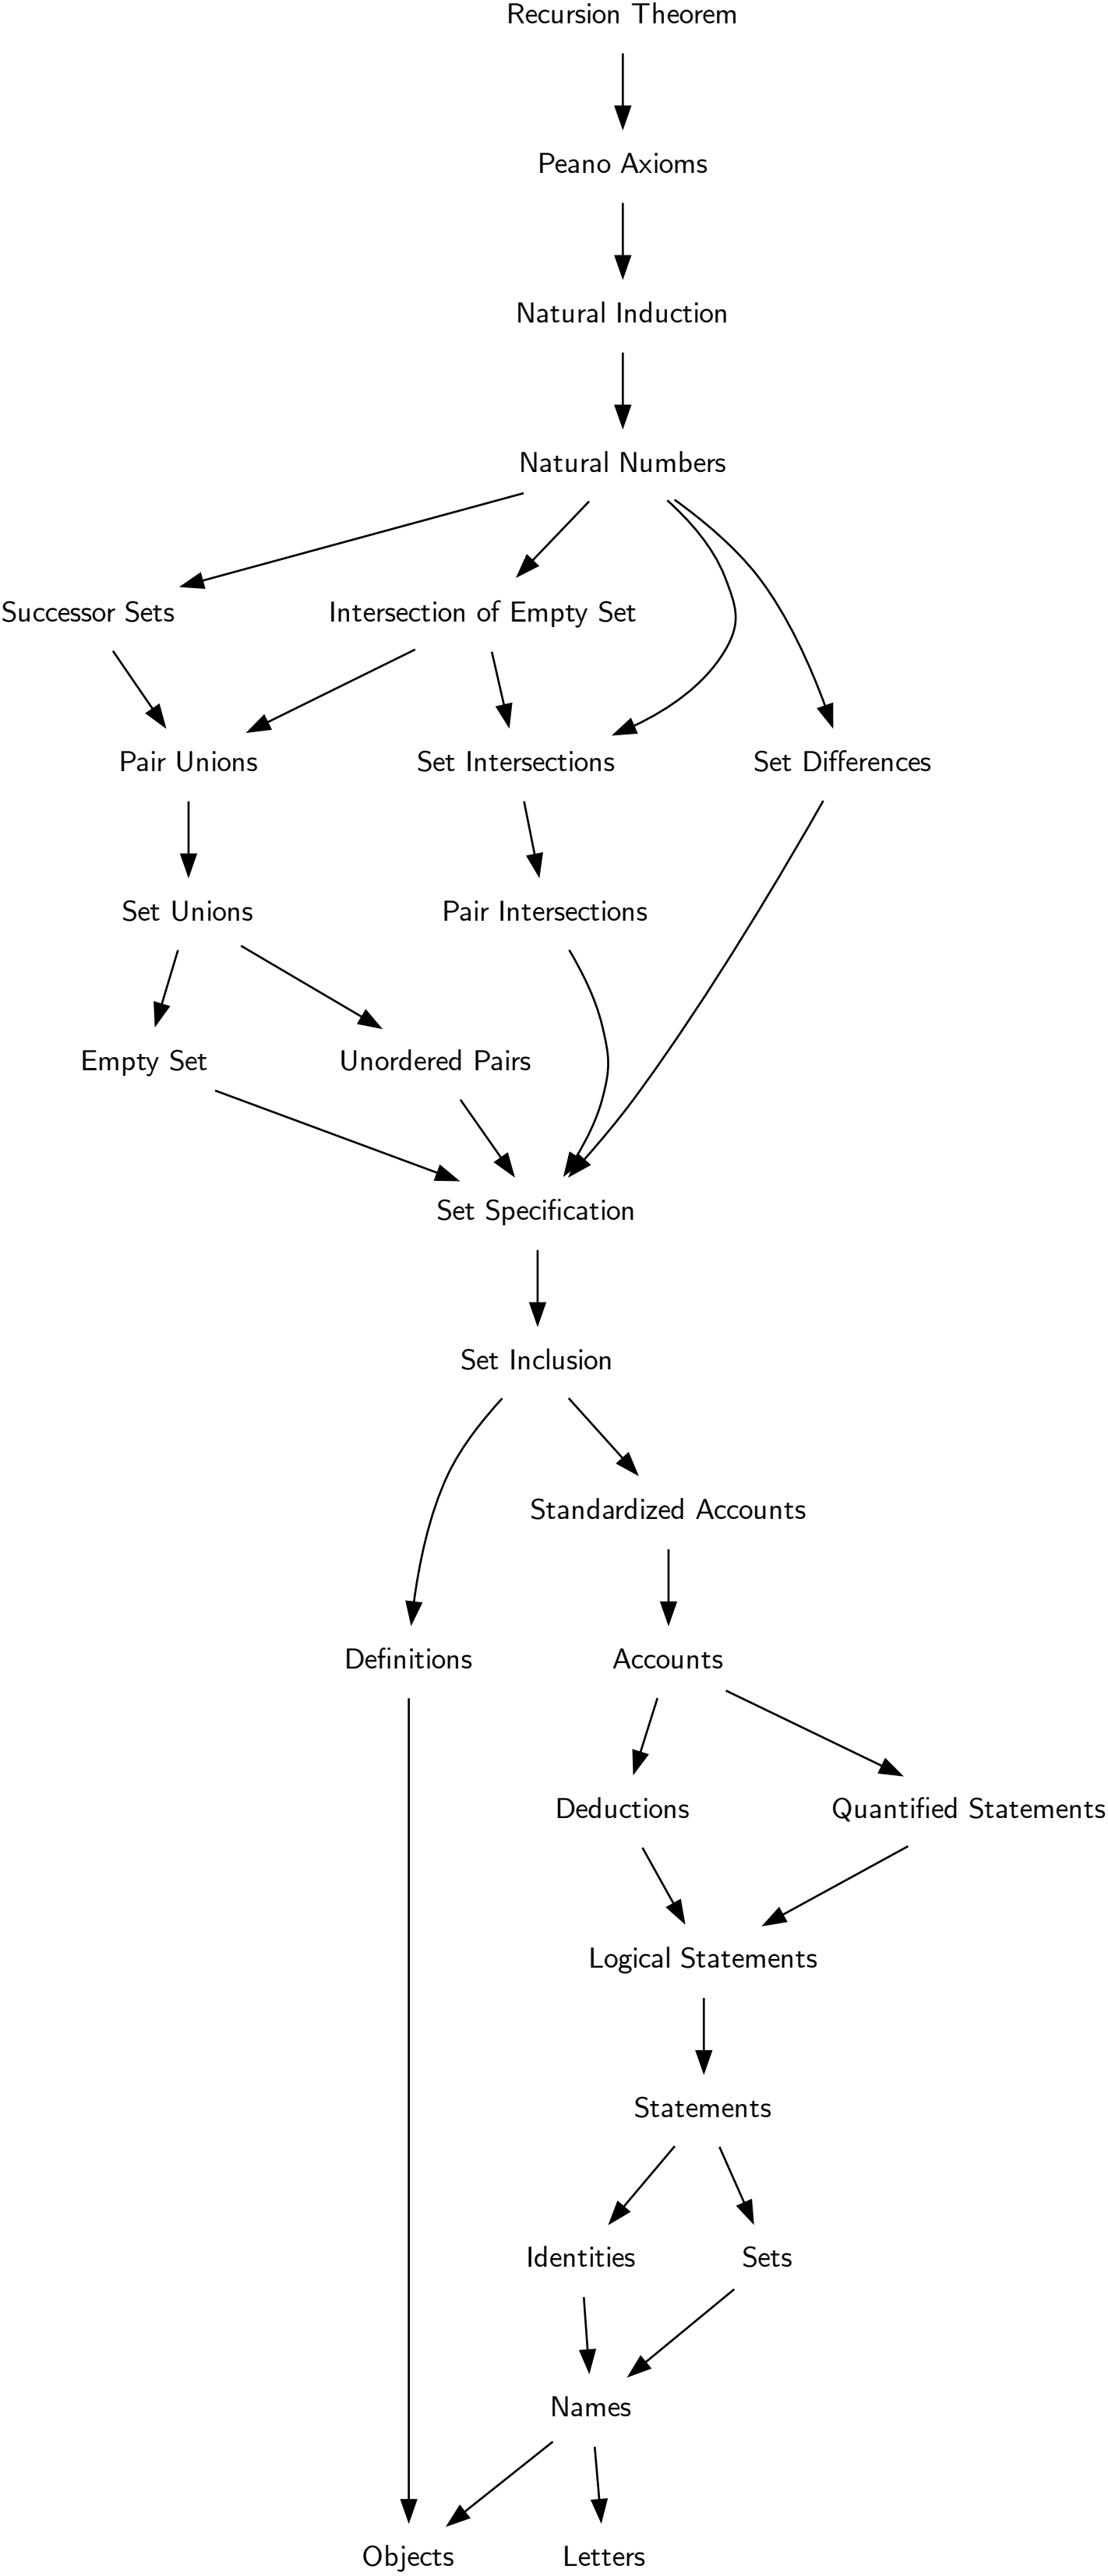 Recursion Theorem
Peano Axioms
Natural Induction
Natural Numbers
Successor Sets
Intersection of Empty Set
Pair Unions
Set Intersections
Set Differences
Set Unions
Pair Intersections
Empty Set
Unordered Pairs
Set Specification
Set Inclusion
Standardized Accounts
Definitions
Accounts
Deductions
Quantified Statements
Logical Statements
Statements
Identities
Sets
Names
Objects
Letters